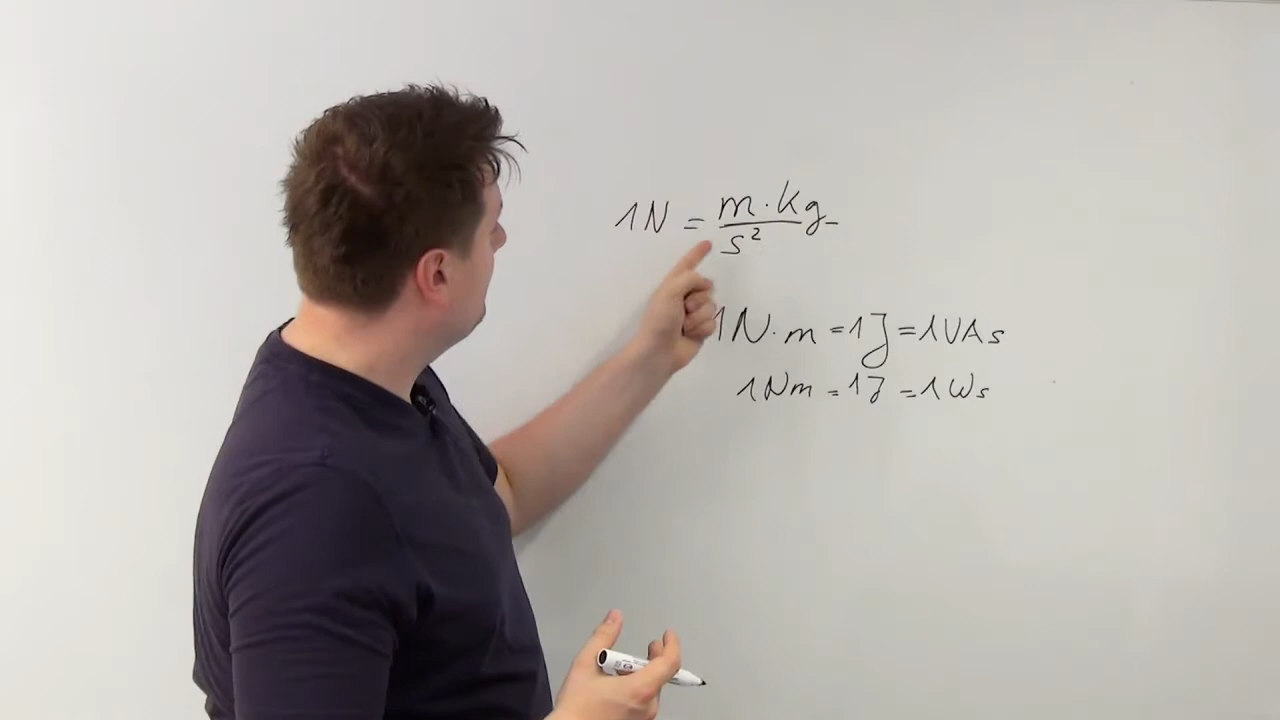 1N = m·kg / s²
1N·m = 1J = 1VAs
1Nm = 1J = 1Ws